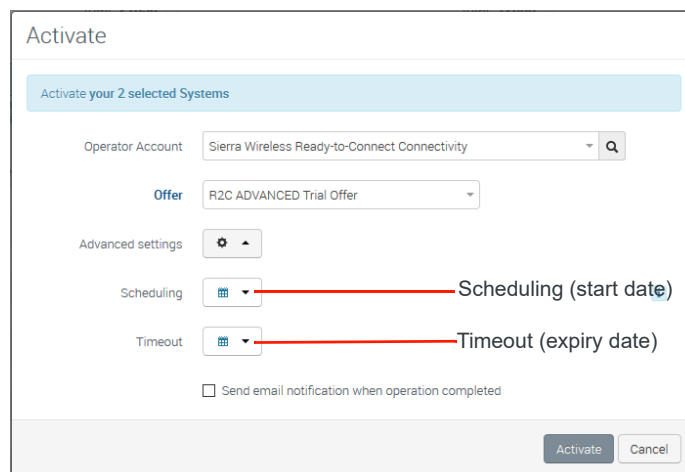 Activate
Activate your 2 selected Systems
Operator Account
Sierra Wireless Ready-to-Connect Connectivity
Offer
R2C ADVANCED Trial Offer
Advanced settings
Scheduling
Scheduling (start date)
Timeout
Timeout (expiry date)
Send email notification when operation completed
Activate
Cancel